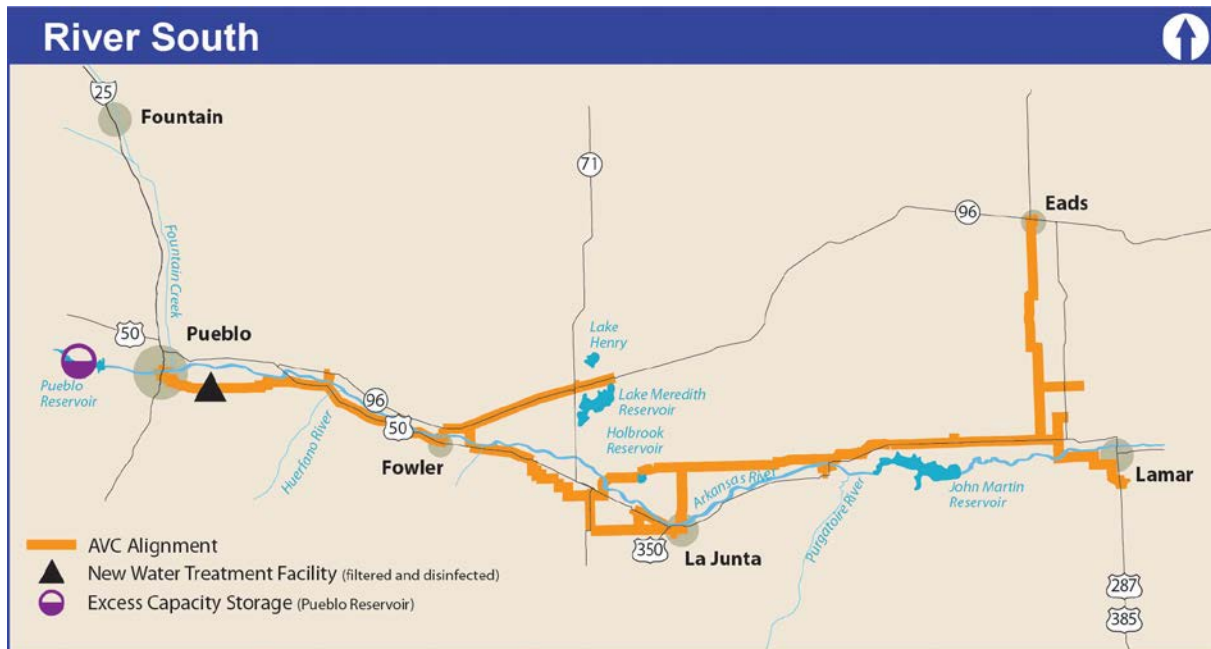 River South
25
Fountain
71
Eads
96
Fountain Creek
Pueblo
50
Lake
Henry
Pueblo
Reservoir
Lake Meredith
Reservoir
96
50
Holbrook
Reservoir
Huerfano River
Fowler
Arkansas River
Lamar
John Martin
Reservoir
Purgatoire River
350
La Junta
AVC Alignment
New Water Treatment Facility (filtered and disinfected)
Excess Capacity Storage (Pueblo Reservoir)
287
385